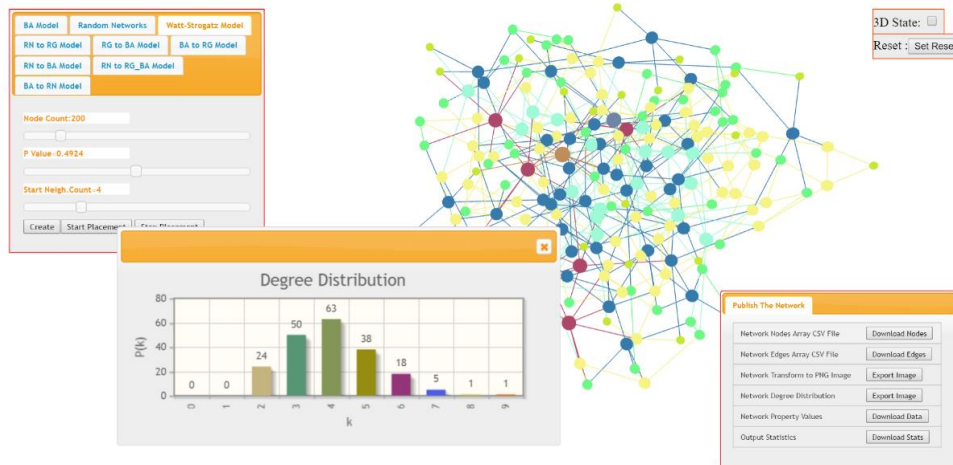 BA Model Random Networks Watt-Strogatz Model
RN to RG Model RG to BA Model BA to RG Model
RN to BA Model RN to RG_BA Model
BA to RN Model
Node Count:200
P Value=0.4924
Start Neigh.Count=4
Create Start Placement Stop Placement
3D State:
Reset : Set Rese
Degree Distribution
P(k)
80
60
40
20
0
0 0 24 50 63 38 18 5 1 1
0 1 2 3 4 5 6 7 8 9
k
Publish The Network
Network Nodes Array CSV File Download Nodes
Network Edges Array CSV File Download Edges
Network Transform to PNG Image Export Image
Network Degree Distribution Export Image
Network Property Values Download Data
Output Statistics Download Stats